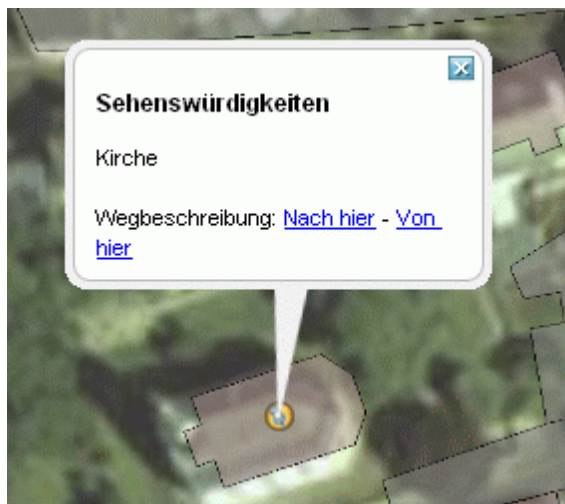 Sehenswürdigkeiten
Kirche
Wegbeschreibung: Nach hier - Von
hier